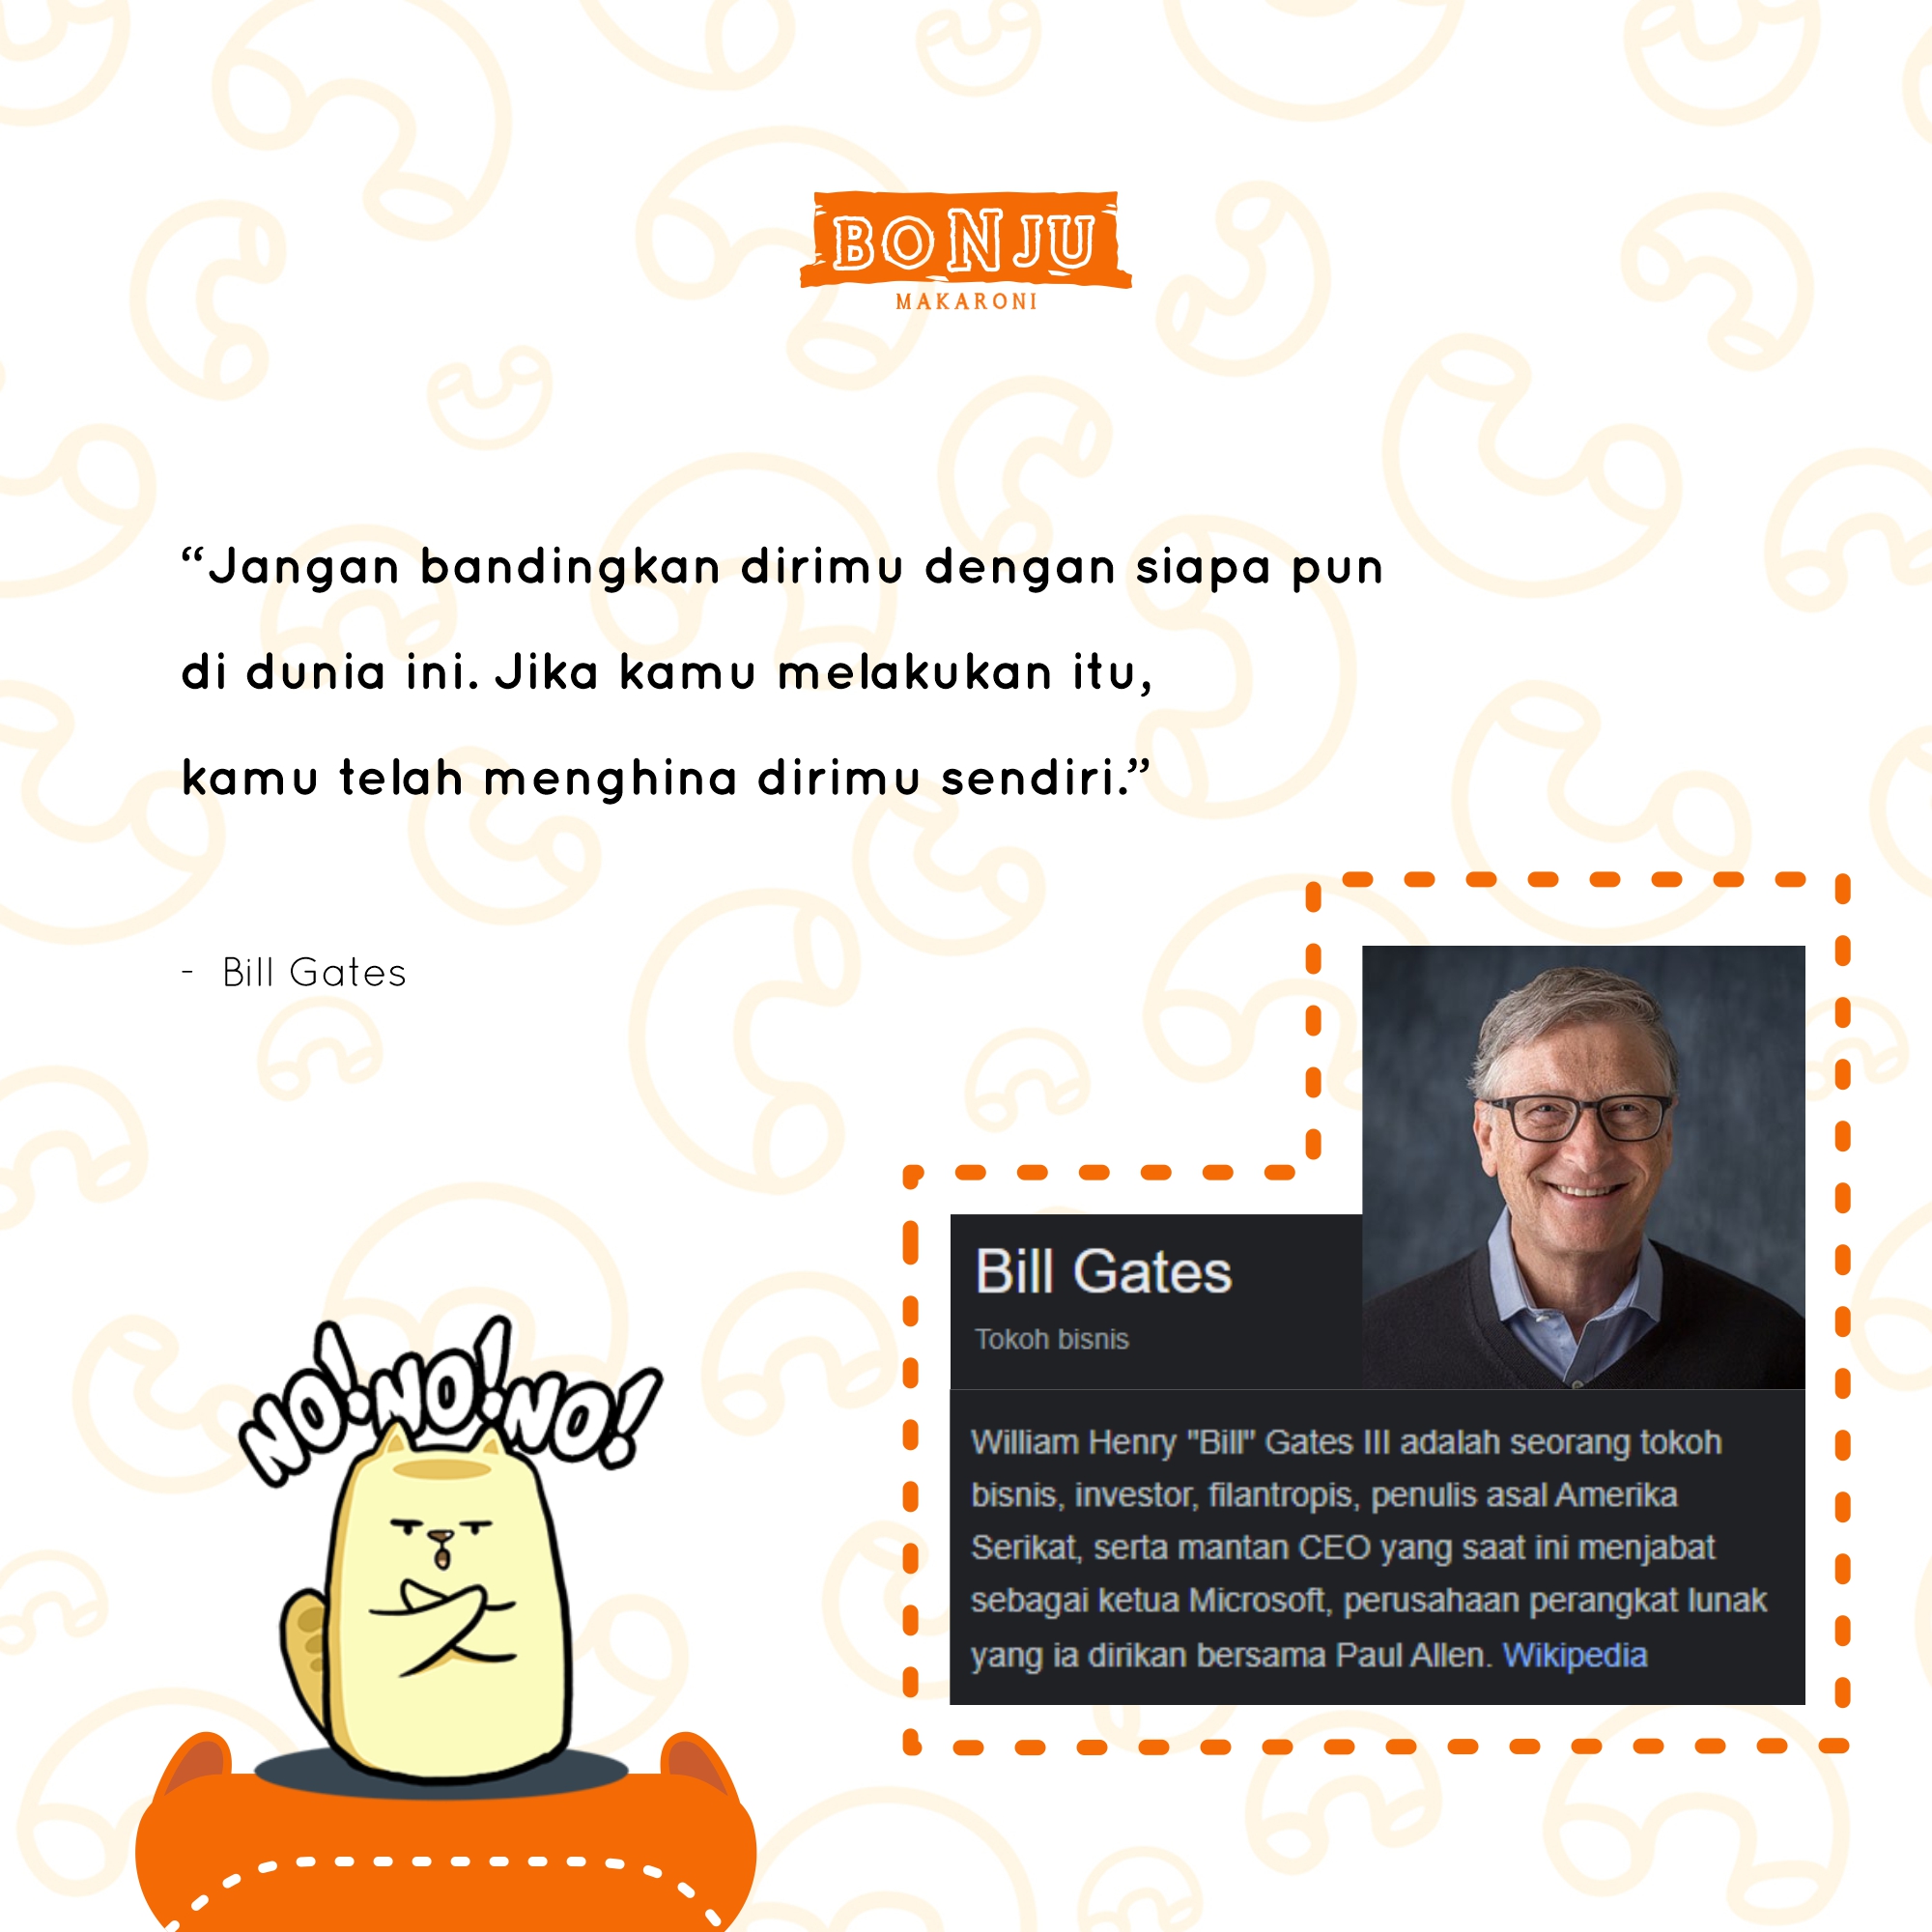 BONJU
MAKARONI
“Jangan bandingkan dirimu dengan siapa pun
di dunia ini. Jika kamu melakukan itu,
kamu telah menghina dirimu sendiri.”
- Bill Gates
NO! NO! NO!
Bill Gates
Tokoh bisnis
William Henry "Bill" Gates III adalah seorang tokoh
bisnis, investor, filantropis, penulis asal Amerika
Serikat, serta mantan CEO yang saat ini menjabat
sebagai ketua Microsoft, perusahaan perangkat lunak
yang ia dirikan bersama Paul Allen. Wikipedia